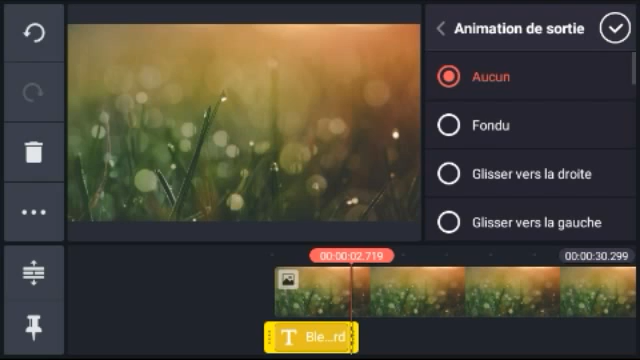 Animation de sortie
Aucun
Fondu
Glisser vers la droite
Glisser vers la gauche
00:00:02.719
00:00:30.299
T Ble...rd